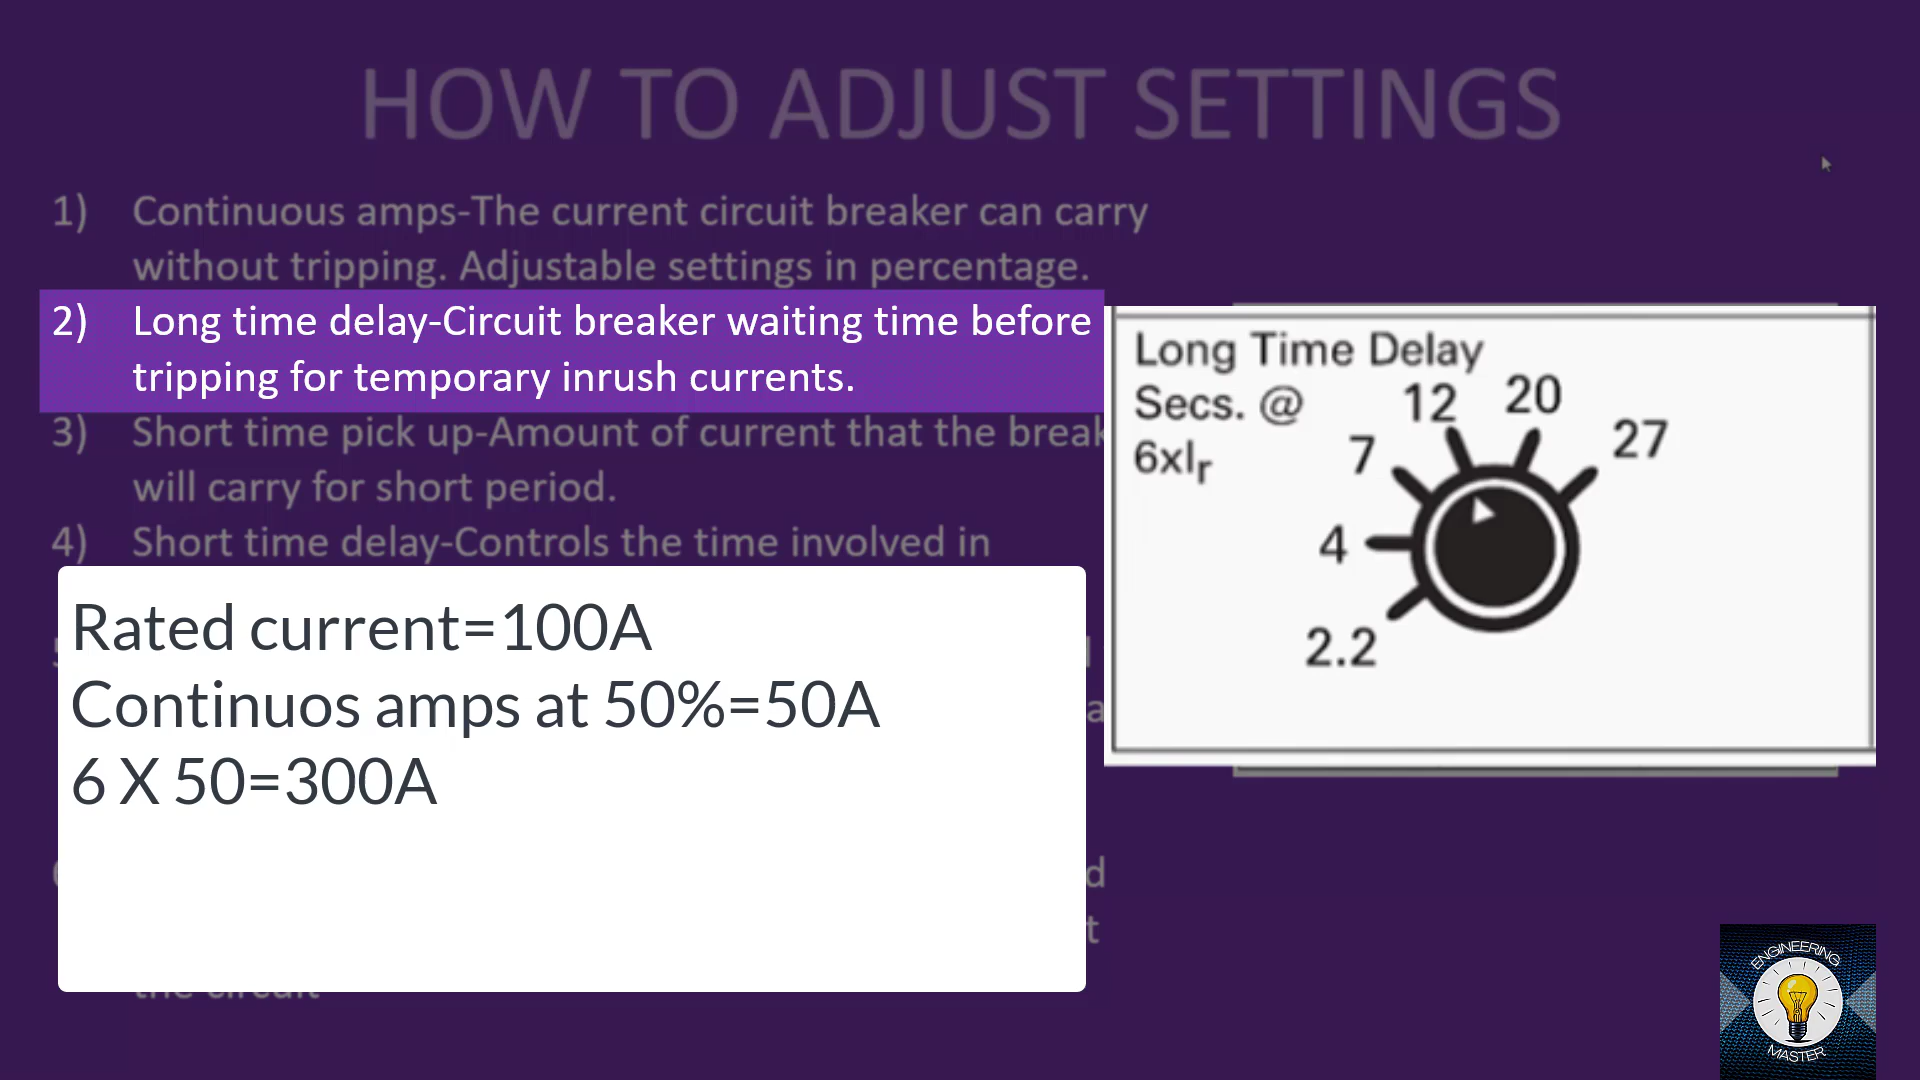 HOW TO ADJUST SETTINGS
1) Continuous amps-The current circuit breaker can carry
without tripping. Adjustable settings in percentage.
2) Long time delay-Circuit breaker waiting time before
tripping for temporary inrush currents.
3) Short time pick up-Amount of current that the
will carry for short period.
4) Short time delay-Controls the time involved in
Rated current=100A
Continuos amps at 50%=50A
6 X 50=300A
the circuit
Long Time Delay
Secs. @
6xIr
2.2
4
7
12
20
27
ENGINEERING
MASTER